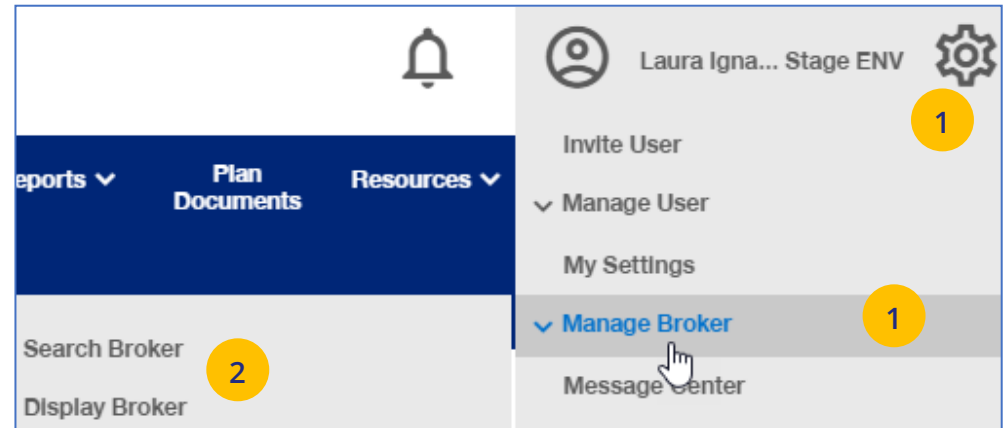 Laura Igna... Stage ENV
1
Invite User
eports
Plan
Documents
Resources
Manage User
My Settings
Manage Broker
1
Search Broker
2
Display Broker
Message Center